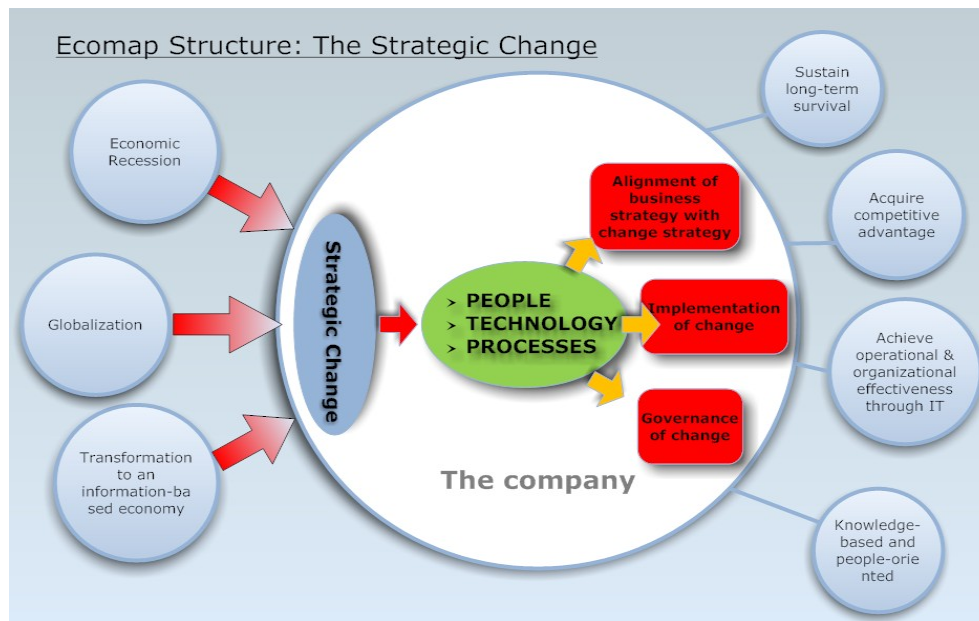 Ecomap Structure: The Strategic Change
Economic
Recession
Globalization
Transformation
to an
information-ba
sed economy
Strategic Change
➢ PEOPLE
➢ TECHNOLOGY
➢ PROCESSES
Alignment of
business
strategy with
change strategy
Implementation
of change
Governance
of change
The company
Sustain
long-term
survival
Acquire
competitive
advantage
Achieve
operational &
organizational
effectiveness
through IT
Knowledge-
based and
people-orie
nted